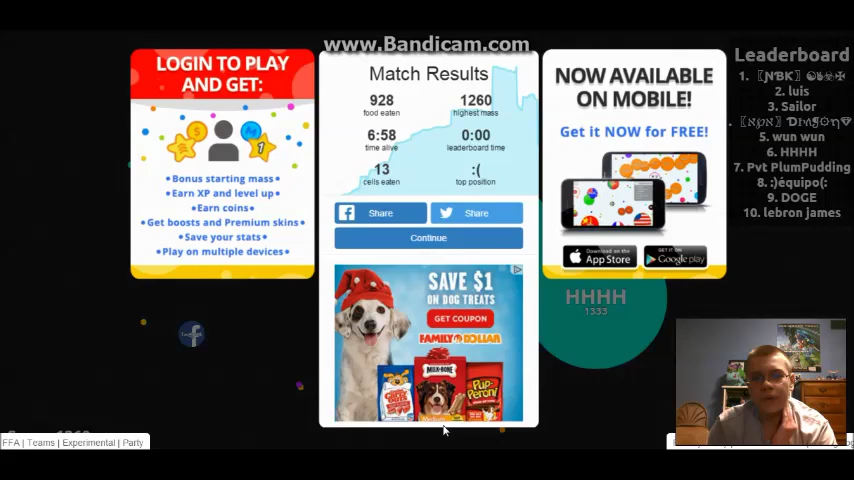 www.Bandicam.com
LOGIN TO PLAY
AND GET:
•Bonus starting mass•
•Earn XP and level up•
•Earn coins•
•Get boosts and Premium skins•
•Save your stats•
•Play on multiple devices•
Match Results
928
food eaten
1260
highest mass
6:58
time alive
0:00
leaderboard time
13
cells eaten
:(
top position
Share
Share
Continue
SAVE $1
ON DOG TREATS
GET COUPON
FAMILY DOLLAR
MILK-BONE
Pup-Peroni
NOW AVAILABLE
ON MOBILE!
Get it NOW for FREE!
Download on the
App Store
GET IT ON
Google play
Leaderboard
2. luis
3. Sailor
5. wun wun
6. HHHH
7. Pvt PlumPudding
8. :)équipo(:
9. DOGE
10. lebron james
HHHH
1333
FFA | Teams | Experimental | Party